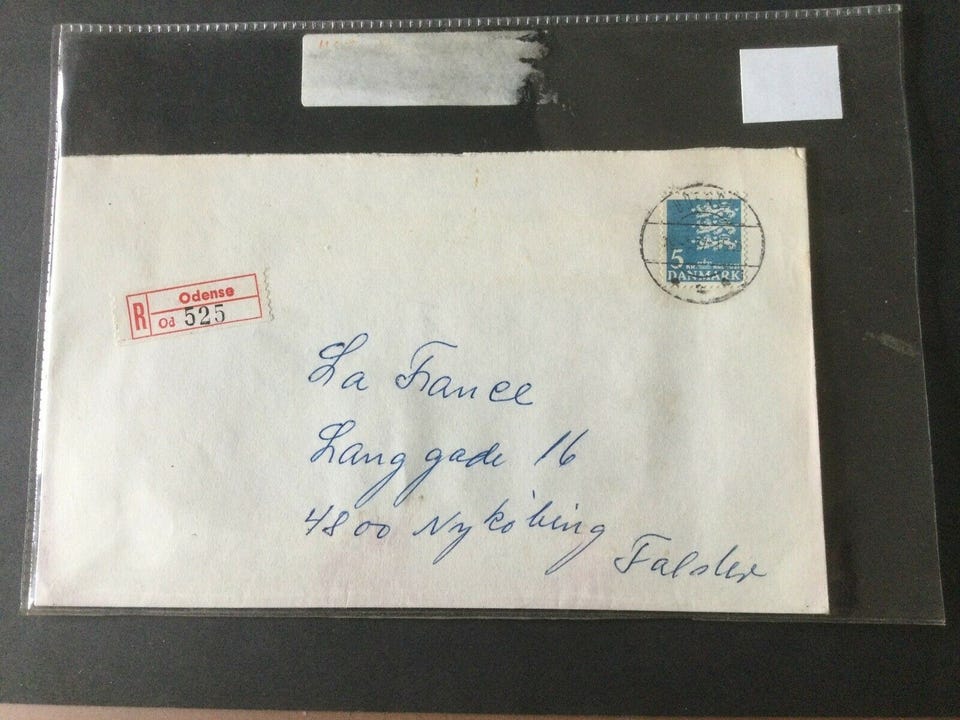 5
DANMARK
Odense
R Od 525
La France
Langgade 16
4800 Nykøbing
Falster